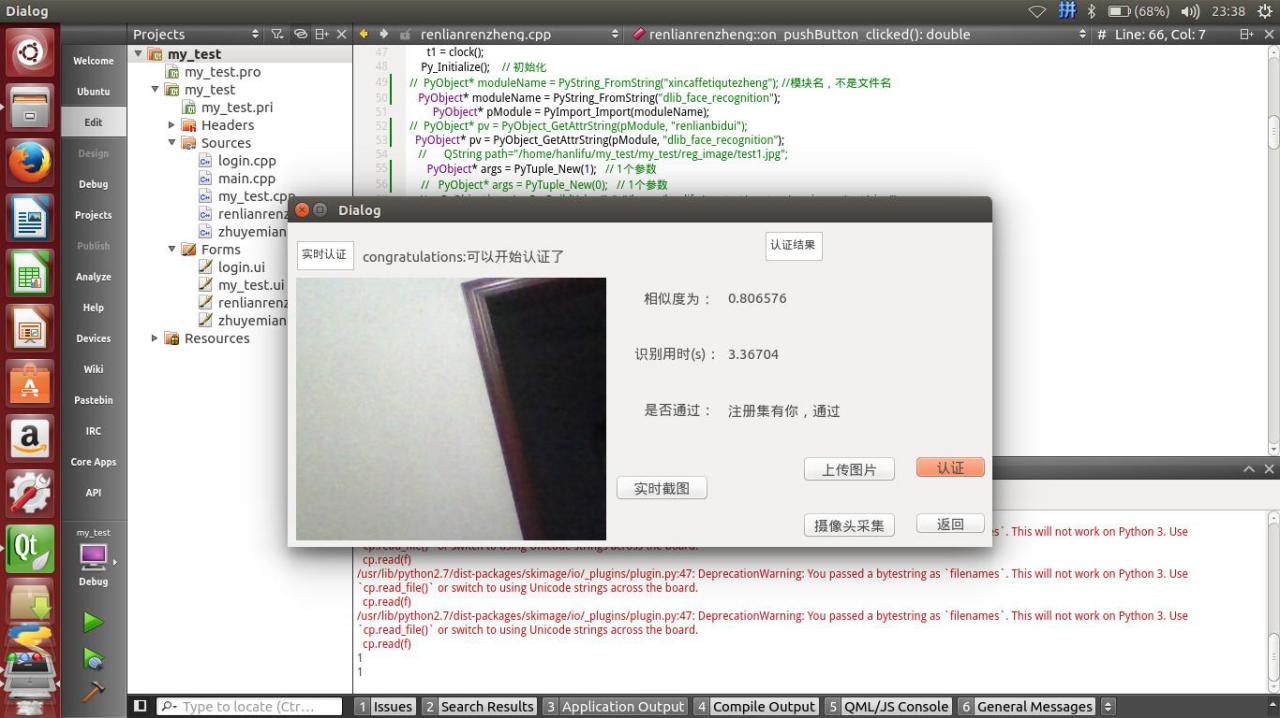 Dialog
(68%)
23:38
Projects
renlianrenzheng.cpp
renlianrenzheng::on_pushButton_clicked(): double
# Line: 66, Col: 7
Welcome
Ubuntu
Edit
Design
Debug
Projects
Publish
Analyze
Help
Devices
Wiki
Pastebin
IRC
Core Apps
API
my_test
Debug
my_test
my_test.pro
my_test
my_test.pri
Headers
Sources
login.cpp
main.cpp
my_test.cpp
renlianrenz
zhuyemian
Forms
login.ui
my_test.ui
renlianrenz
zhuyemian
Resources
47 t1 = clock();
48 Py_Initialize(); // 初始化
49 // PyObject* moduleName = PyString_FromString("xincaffetiqutezheng"); //模块名，不是文件名
50 PyObject* moduleName = PyString_FromString("dlib_face_recognition");
51 PyObject* pModule = PyImport_Import(moduleName);
52 // PyObject* pv = PyObject_GetAttrString(pModule, "renlianbidui");
53 PyObject* pv = PyObject_GetAttrString(pModule, "dlib_face_recognition");
54 // QString path="/home/hanlifu/my_test/my_test/reg_image/test1.jpg";
55 PyObject* args = PyTuple_New(1); // 1个参数
56 // PyObject* args = PyTuple_New(0); // 1个参数
Dialog
实时认证
congratulations:可以开始认证了
认证结果
相似度为： 0.806576
识别用时(s)： 3.36704
是否通过： 注册集有你，通过
上传图片
认证
实时截图
摄像头采集
返回
s`. This will not work on Python 3. Use
`cp.read_file()` or switch to using Unicode strings across the board.
cp.read(f)
/usr/lib/python2.7/dist-packages/skimage/io/_plugins/plugin.py:47: DeprecationWarning: You passed a bytestring as `filenames`. This will not work on Python 3. Use
`cp.read_file()` or switch to using Unicode strings across the board.
cp.read(f)
/usr/lib/python2.7/dist-packages/skimage/io/_plugins/plugin.py:47: DeprecationWarning: You passed a bytestring as `filenames`. This will not work on Python 3. Use
`cp.read_file()` or switch to using Unicode strings across the board.
cp.read(f)
1
1
Type to locate (Ctr...
1 Issues
2 Search Results
3 Application Output
4 Compile Output
5 QML/JS Console
6 General Messages